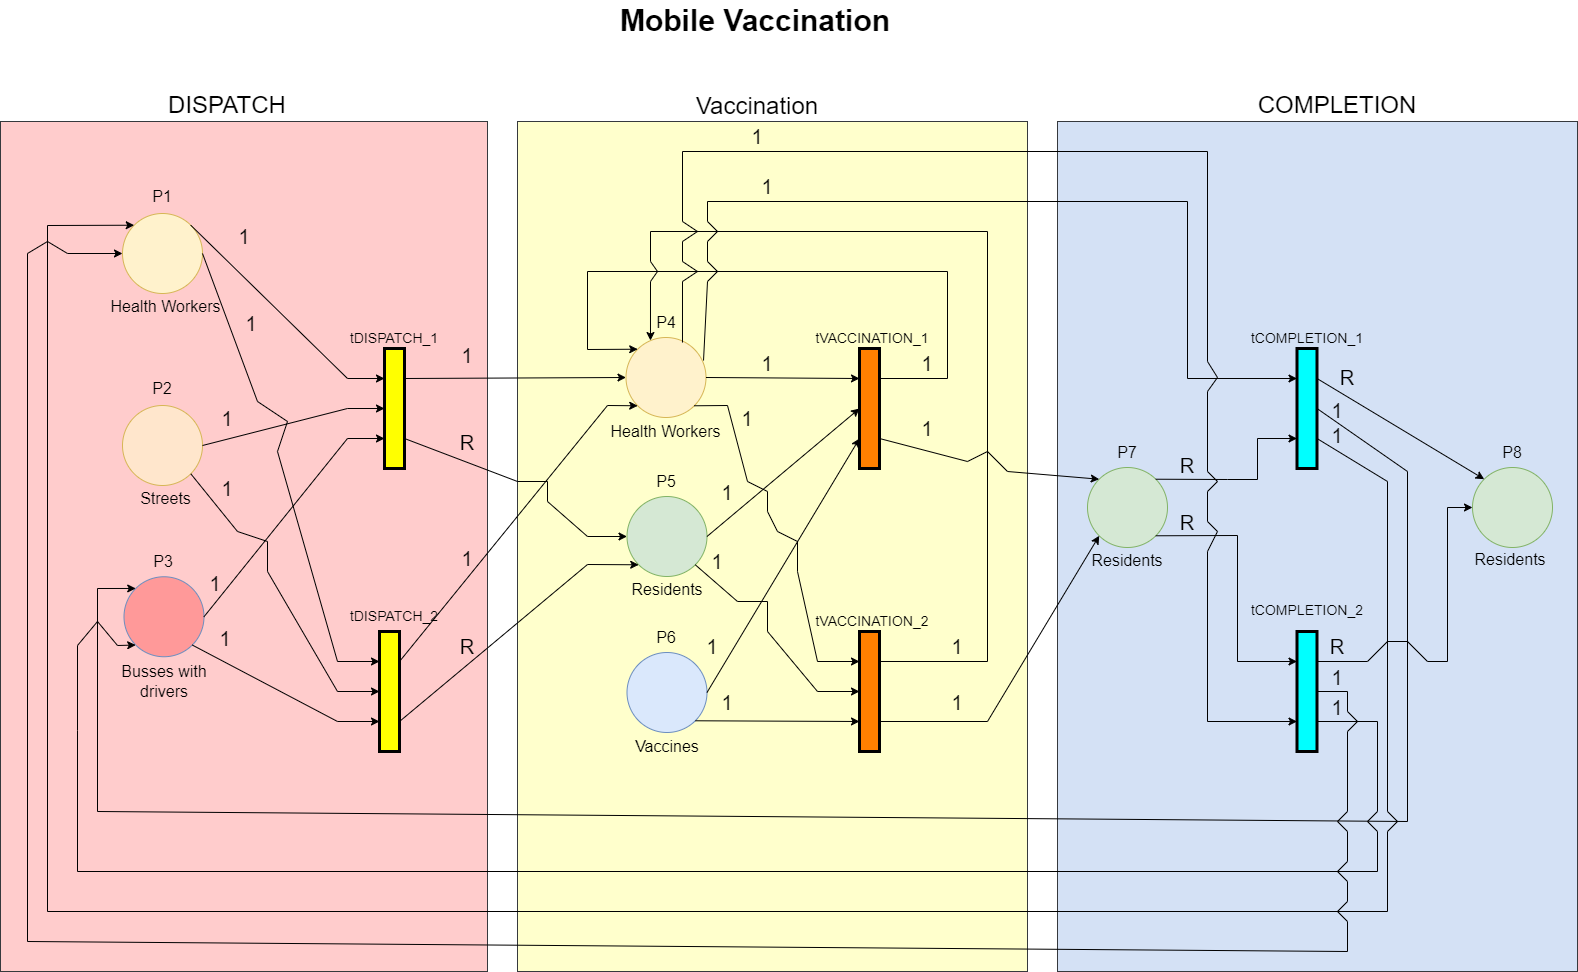 Mobile Vaccination
DISPATCH
P1
1
Health Workers
1
tDISPATCH_1
1
P2
1
R
Streets
1
P3
1
1
1
Busses with
drivers
tDISPATCH_2
R
Vaccination
1
1
P4
tVACCINATION_1
1
1
Health Workers
1
1
P5
1
Residents
1
P6
tVACCINATION_2
1
1
1
1
Vaccines
COMPLETION
tCOMPLETION_1
R
1
1
P7
R
P8
R
Residents
Residents
tCOMPLETION_2
R
1
1